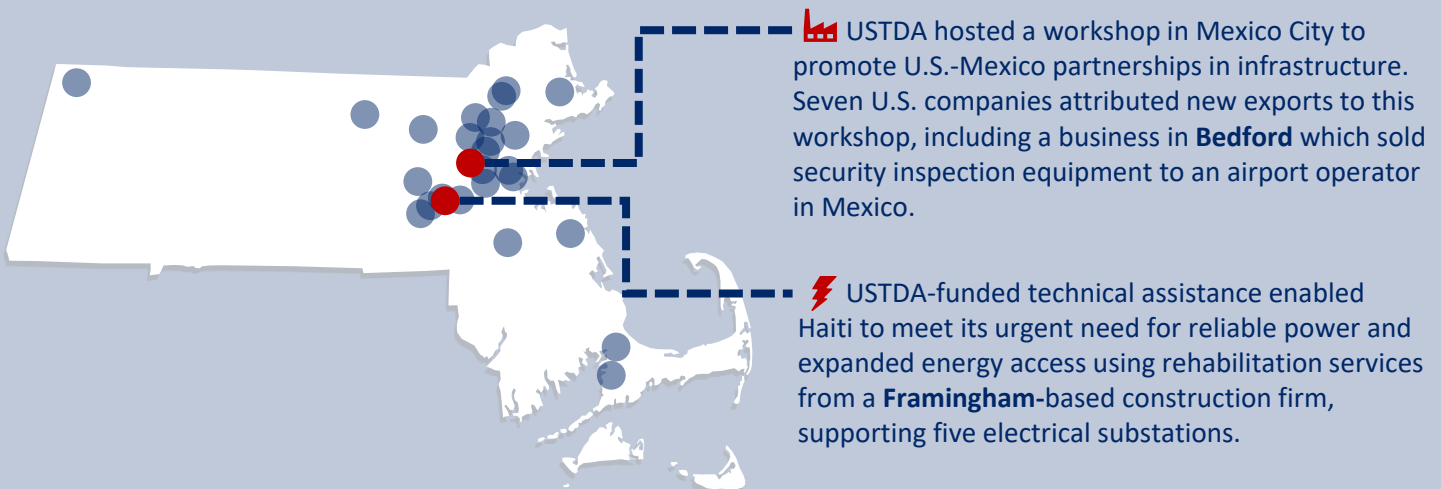 USTDA hosted a workshop in Mexico City to
promote U.S.-Mexico partnerships in infrastructure.
Seven U.S. companies attributed new exports to this
workshop, including a business in Bedford which sold
security inspection equipment to an airport operator
in Mexico.
USTDA-funded technical assistance enabled
Haiti to meet its urgent need for reliable power and
expanded energy access using rehabilitation services
from a Framingham-based construction firm,
supporting five electrical substations.